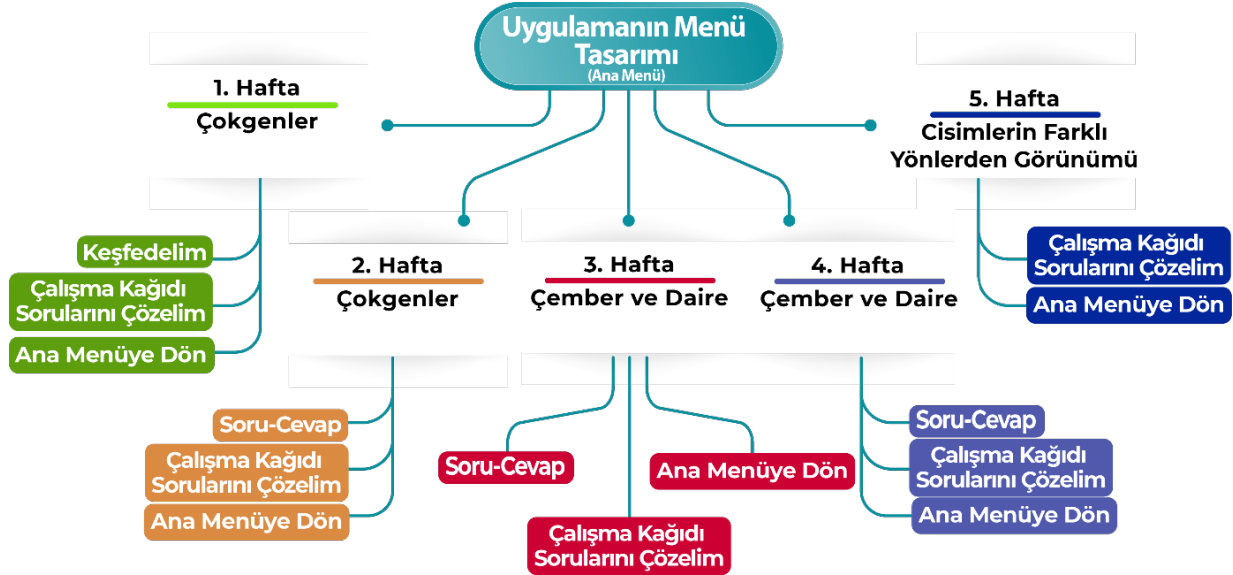 Uygulamanın Menü
Tasarımı
(Ana Menü)
1. Hafta
Çokgenler
Keşfedelim
Çalışma Kağıdı
Sorularını Çözelim
Ana Menüye Dön
2. Hafta
Çokgenler
Soru-Cevap
Çalışma Kağıdı
Sorularını Çözelim
Ana Menüye Dön
3. Hafta
Çember ve Daire
Soru-Cevap
Çalışma Kağıdı
Sorularını Çözelim
Ana Menüye Dön
4. Hafta
Çember ve Daire
Soru-Cevap
Çalışma Kağıdı
Sorularını Çözelim
Ana Menüye Dön
5. Hafta
Cisimlerin Farklı
Yönlerden Görünümü
Çalışma Kağıdı
Sorularını Çözelim
Ana Menüye Dön